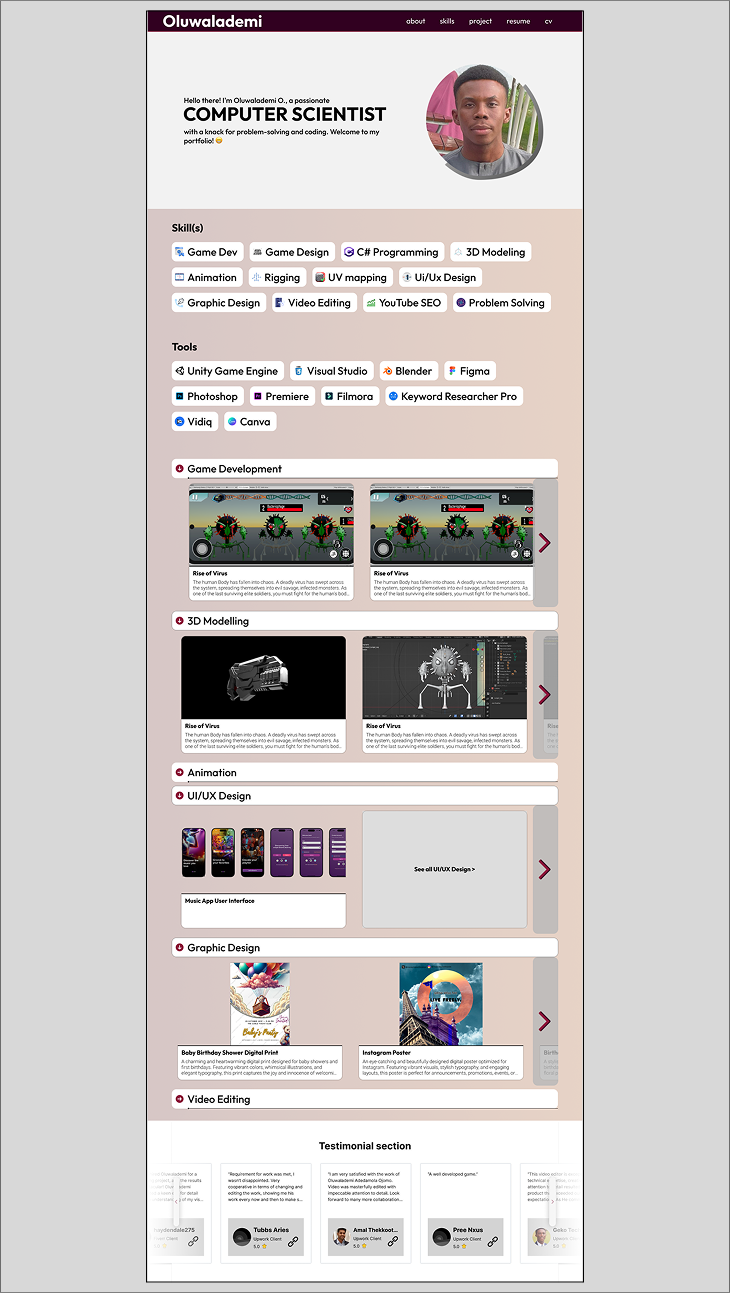 Oluwalademi
about skills project resume cv
Hello there! I'm Oluwalademi O., a passionate
COMPUTER SCIENTIST
with a knack for problem-solving and coding. Welcome to my
portfolio! 😊
Skill(s)
Game Dev Game Design C# Programming 3D Modeling
Animation Rigging UV mapping Ui/Ux Design
Graphic Design Video Editing YouTube SEO Problem Solving
Tools
Unity Game Engine Visual Studio Blender Figma
Photoshop Premiere Filmora Keyword Researcher Pro
Vidiq Canva
Game Development
Rise of Virus
The human Body has fallen into chaos. A deadly virus has swept across
the system, spreading themselves into evil savage, infected monsters. As
one of the last surviving elite soldiers, you must fight for the human's bod..
Rise of Virus
The human Body has fallen into chaos. A deadly virus has swept across
the system, spreading themselves into evil savage, infected monsters. As
one of the last surviving elite soldiers, you must fight for the human's bod..
3D Modelling
Rise of Virus
The human Body has fallen into chaos. A deadly virus has swept across
the system, spreading themselves into evil savage, infected monsters. As
one of the last surviving elite soldiers, you must fight for the human's bod..
Rise of Virus
The human Body has fallen into chaos. A deadly virus has swept across
the system, spreading themselves into evil savage, infected monsters. As
one of the last surviving elite soldiers, you must fight for the human's bod..
Animation
UI/UX Design
Music App User Interface
See all UI/UX Design >
Graphic Design
Baby's Party
LIVE FREELY.
Baby Birthday Shower Digital Print
A charming and heartwarming digital print designed for baby showers and
first birthdays. Featuring vibrant colors, whimsical illustrations, and
elegant typography, this print captures the joy and innocence of welcomi...
Instagram Poster
An eye-catching and beautifully designed digital poster optimized for
Instagram. Featuring vibrant visuals, stylish typography, and engaging
layouts, this poster is perfect for announcements, promotions, events, or...
Video Editing
Testimonial section
"Requirement for work was met, I
wasn't disappointed. Very
cooperative in terms of changing and
editing the work, showing me his
work every now and then to make s...
Tubbs Aries
Upwork Client
5.0
"I am very satisfied with the work of
Oluwalademi Adedamola Ojomo.
Video was masterfully edited with
impeccable attention to detail. Look
forward to many more collaboration...
Amal Thekkoot...
Upwork Client
5.0
"A well developed game."
Pree Nxus
Upwork Client
5.0
"This video editor
technical
attention
product
expectatio
Upwork Client
5.0